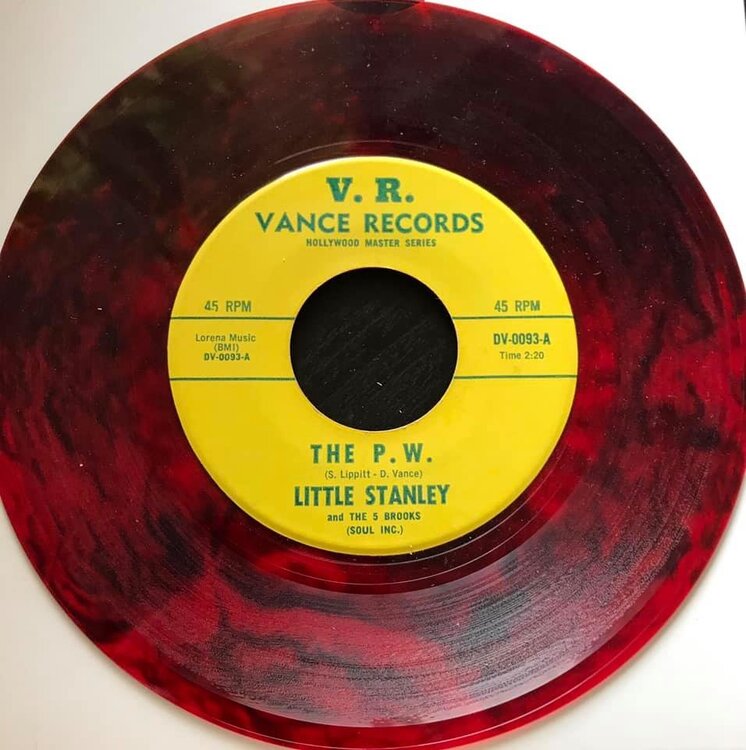 V. R.
VANCE RECORDS
HOLLYWOOD MASTER SERIES
45 RPM
45 RPM
Lorena Music
(BMI)
DV-0093-A
DV-0093-A
Time 2:20
THE P.W.
(S. Lippitt - D. Vance)
LITTLE STANLEY
and THE 5 BROOKS
(SOUL INC.)